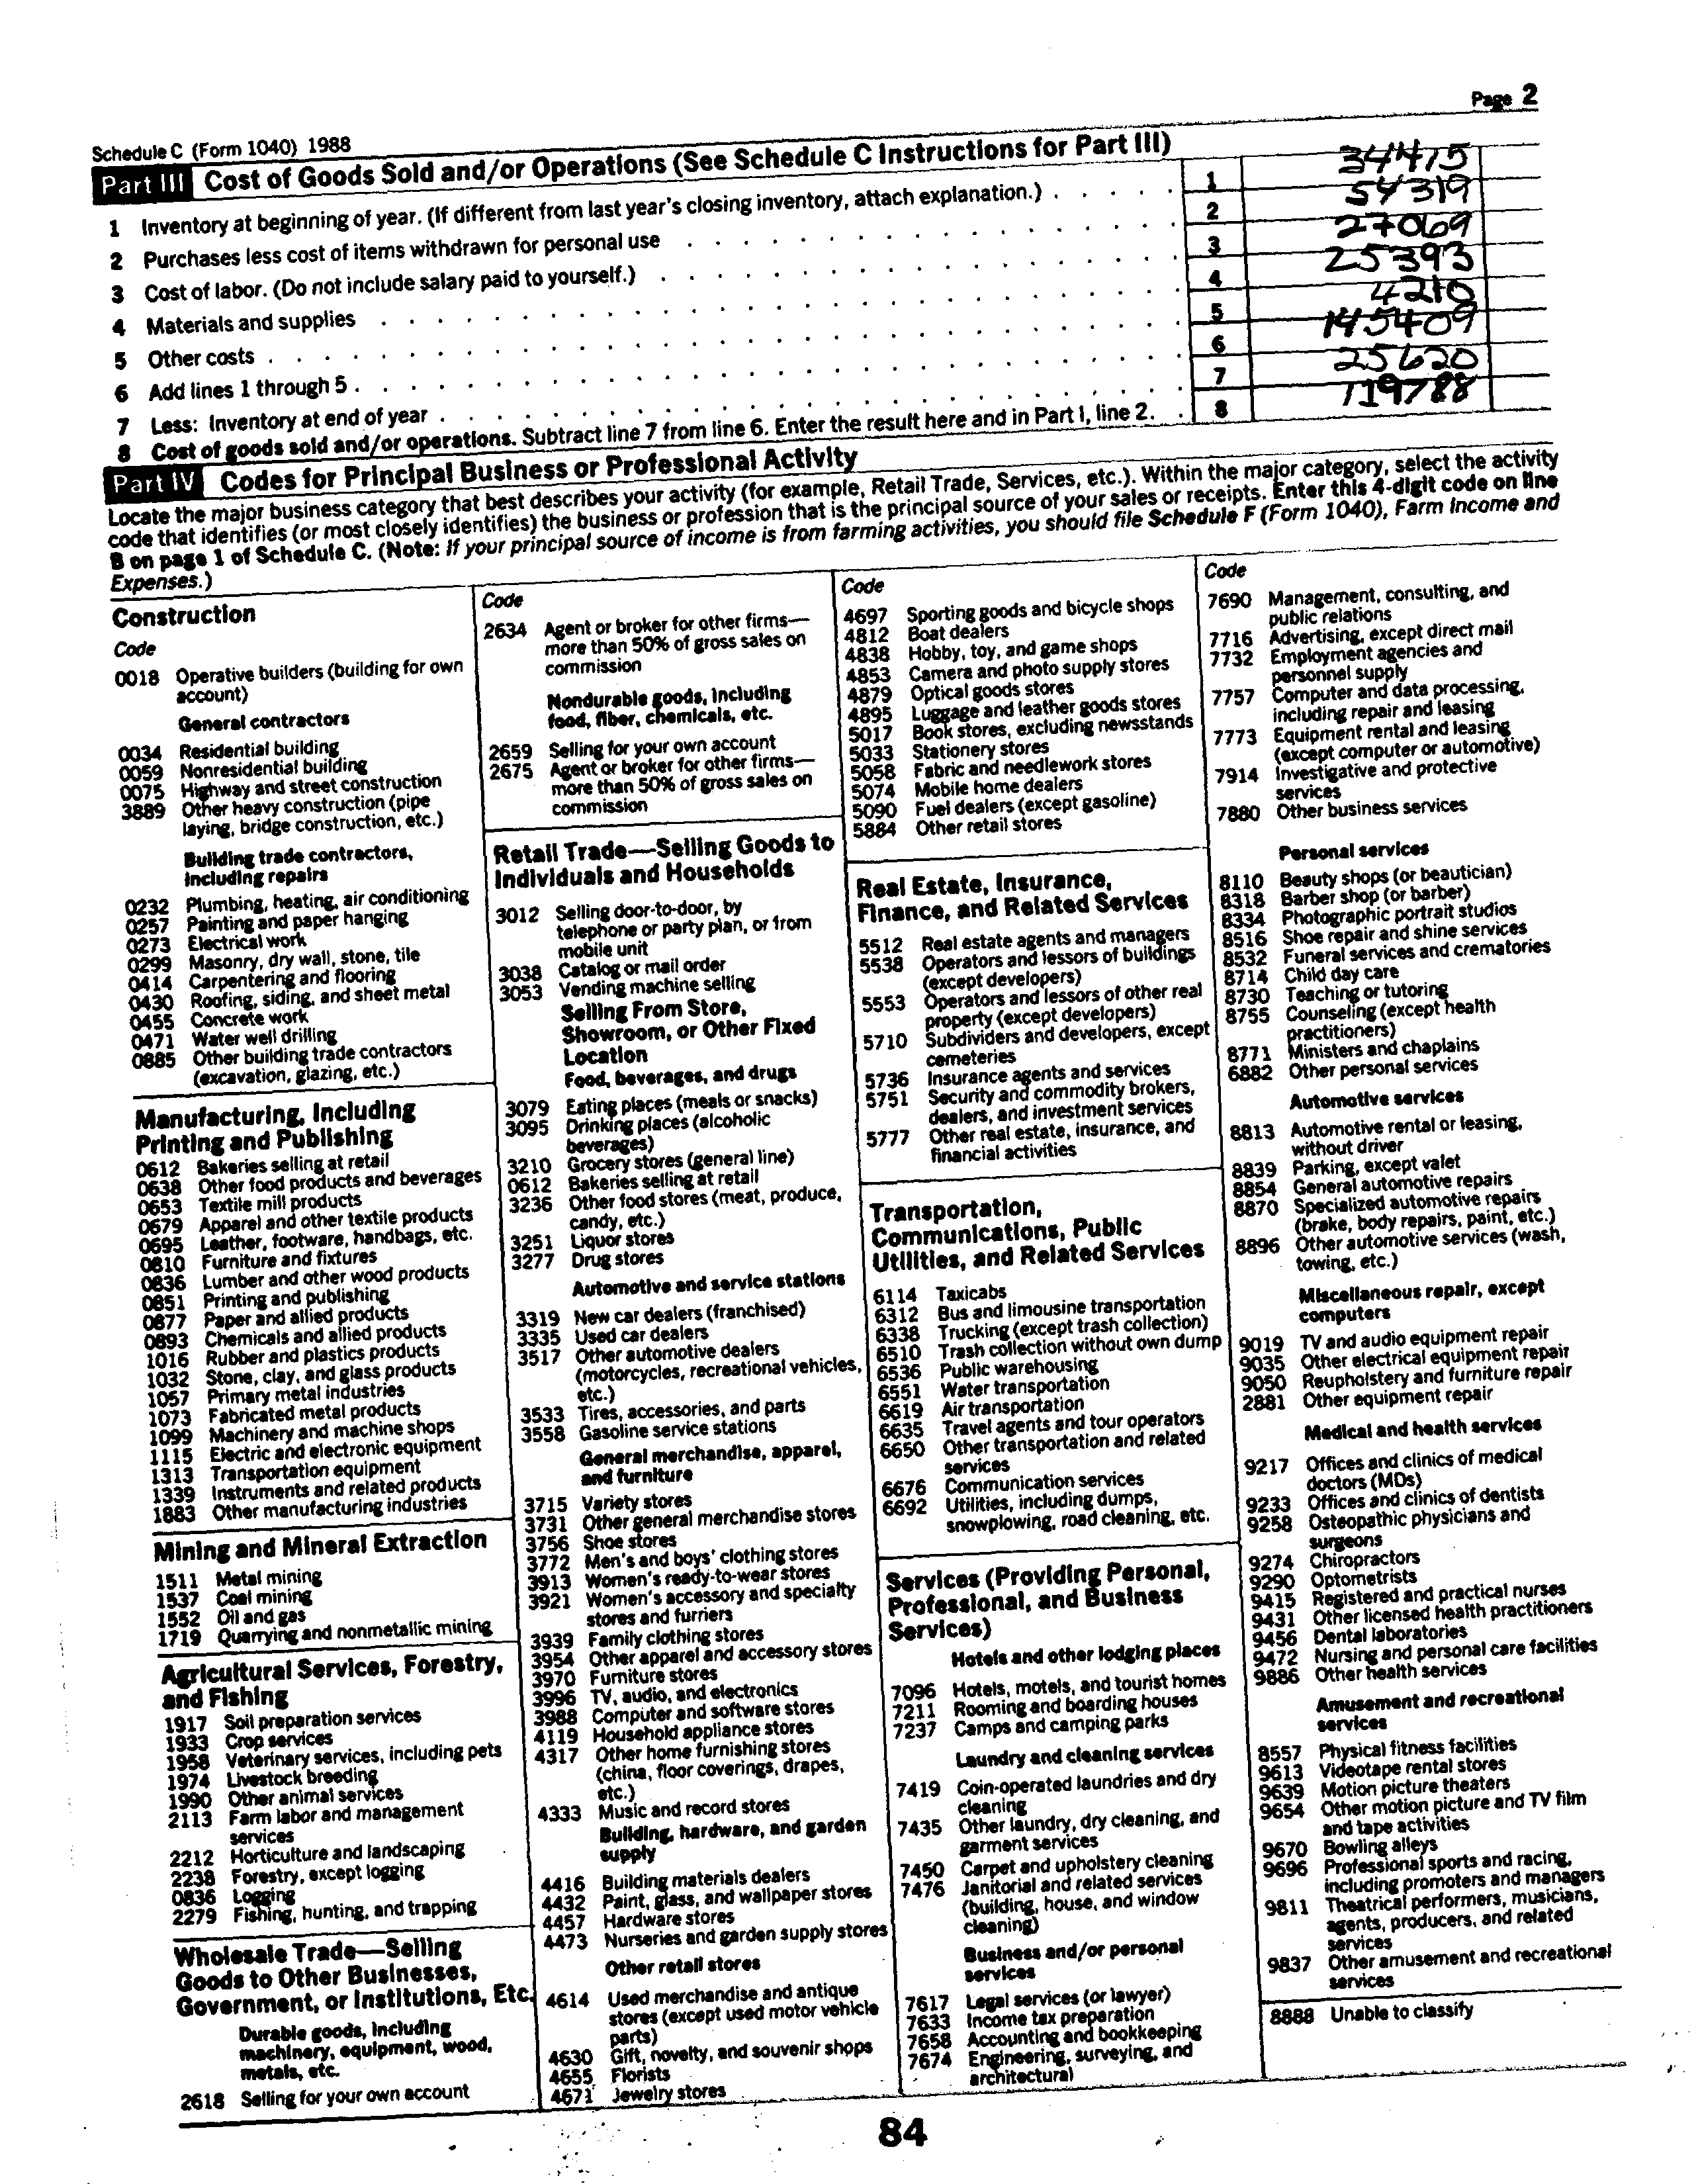 Page 2
Schedule C (Form 1040) 1988
Part III Cost of Goods Sold and/or Operations (See Schedule C Instructions for Part III)
1 Inventory at beginning of year. (If different from last year's closing inventory, attach explanation.) 1 34415
2 Purchases less cost of items withdrawn for personal use 2 54319
3 Cost of labor. (Do not include salary paid to yourself.) 3 27069
4 Materials and supplies 4 25393
5 Other costs 5 4210
6 Add lines 1 through 5 6 145409
7 Less: Inventory at end of year 7 25620
8 Cost of goods sold and/or operations. Subtract line 7 from line 6. Enter the result here and in Part I, line 2. 8 119788
Part IV Codes for Principal Business or Professional Activity
Locate the major business category that best describes your activity (for example, Retail Trade, Services, etc.). Within the major category, select the activity
code that identifies (or most closely identifies) the business or profession that is the principal source of your sales or receipts. Enter this 4-digit code on line
B on page 1 of Schedule C. (Note: If your principal source of income is from farming activities, you should file Schedule F (Form 1040), Farm Income and
Expenses.)
Construction
Code
0018 Operative builders (building for own
account)
General contractors
0034 Residential building
0059 Nonresidential building
0075 Highway and street construction
3889 Other heavy construction (pipe
laying, bridge construction, etc.)
Building trade contractors,
including repairs
0232 Plumbing, heating, air conditioning
0257 Painting and paper hanging
0273 Electrical work
0299 Masonry, dry wall, stone, tile
0414 Carpentering and flooring
0430 Roofing, siding, and sheet metal
0455 Concrete work
0471 Water well drilling
0885 Other building trade contractors
(excavation, glazing, etc.)
Manufacturing, Including
Printing and Publishing
0612 Bakeries selling at retail
0638 Other food products and beverages
0653 Textile mill products
0679 Apparel and other textile products
0695 Leather, footware, handbags, etc.
0810 Furniture and fixtures
0836 Lumber and other wood products
0851 Printing and publishing
0877 Paper and allied products
0893 Chemicals and allied products
1016 Rubber and plastics products
1032 Stone, clay, and glass products
1057 Primary metal industries
1073 Fabricated metal products
1099 Machinery and machine shops
1115 Electric and electronic equipment
1313 Transportation equipment
1339 Instruments and related products
1883 Other manufacturing industries
Mining and Mineral Extraction
1511 Metal mining
1537 Coal mining
1552 Oil and gas
1719 Quarrying and nonmetallic mining
Agricultural Services, Forestry,
and Fishing
1917 Soil preparation services
1933 Crop services
1958 Veterinary services, including pets
1974 Livestock breeding
1990 Other animal services
2113 Farm labor and management
services
2212 Horticulture and landscaping
2238 Forestry, except logging
0836 Logging
2279 Fishing, hunting, and trapping
Wholesale Trade—Selling
Goods to Other Businesses,
Government, or Institutions, Etc.
Durable goods, including
machinery, equipment, wood,
metals, etc.
2618 Selling for your own account
Code
2634 Agent or broker for other firms—
more than 50% of gross sales on
commission
Nondurable goods, including
food, fiber, chemicals, etc.
2659 Selling for your own account
2675 Agent or broker for other firms—
more than 50% of gross sales on
commission
Retail Trade—Selling Goods to
Individuals and Households
3012 Selling door-to-door, by
telephone or party plan, or from
mobile unit
3038 Catalog or mail order
3053 Vending machine selling
Selling From Store,
Showroom, or Other Fixed
Location
Food, beverages, and drugs
3079 Eating places (meals or snacks)
3095 Drinking places (alcoholic
beverages)
3210 Grocery stores (general line)
0612 Bakeries selling at retail
3236 Other food stores (meat, produce,
candy, etc.)
3251 Liquor stores
3277 Drug stores
Automotive and service stations
3319 New car dealers (franchised)
3335 Used car dealers
3517 Other automotive dealers
(motorcycles, recreational vehicles,
etc.)
3533 Tires, accessories, and parts
3558 Gasoline service stations
General merchandise, apparel,
and furniture
3715 Variety stores
3731 Other general merchandise stores
3756 Shoe stores
3772 Men's and boys' clothing stores
3913 Women's ready-to-wear stores
3921 Women's accessory and specialty
stores and furriers
3939 Family clothing stores
3954 Other apparel and accessory stores
3970 Furniture stores
3996 TV, audio, and electronics
3988 Computer and software stores
4119 Household appliance stores
4317 Other home furnishing stores
(china, floor coverings, drapes,
etc.)
4333 Music and record stores
Building, hardware, and garden
supply
4416 Building materials dealers
4432 Paint, glass, and wallpaper stores
4457 Hardware stores
4473 Nurseries and garden supply stores
Other retail stores
4614 Used merchandise and antique
stores (except used motor vehicle
parts)
4630 Gift, novelty, and souvenir shops
4655 Florists
4671 Jewelry stores
Code
4697 Sporting goods and bicycle shops
4812 Boat dealers
4838 Hobby, toy, and game shops
4853 Camera and photo supply stores
4879 Optical goods stores
4895 Luggage and leather goods stores
5017 Book stores, excluding newsstands
5033 Stationery stores
5058 Fabric and needlework stores
5074 Mobile home dealers
5090 Fuel dealers (except gasoline)
5884 Other retail stores
Real Estate, Insurance,
Finance, and Related Services
5512 Real estate agents and managers
5538 Operators and lessors of buildings
(except developers)
5553 Operators and lessors of other real
property (except developers)
5710 Subdividers and developers, except
cemeteries
5736 Insurance agents and services
5751 Security and commodity brokers,
dealers, and investment services
5777 Other real estate, insurance, and
financial activities
Transportation,
Communications, Public
Utilities, and Related Services
6114 Taxicabs
6312 Bus and limousine transportation
6338 Trucking (except trash collection)
6510 Trash collection without own dump
6536 Public warehousing
6551 Water transportation
6619 Air transportation
6635 Travel agents and tour operators
6650 Other transportation and related
services
6676 Communication services
6692 Utilities, including dumps,
snowplowing, road cleaning, etc.
Services (Providing Personal,
Professional, and Business
Services)
Hotels and other lodging places
7096 Hotels, motels, and tourist homes
7211 Rooming and boarding houses
7237 Camps and camping parks
Laundry and cleaning services
7419 Coin-operated laundries and dry
cleaning
7435 Other laundry, dry cleaning, and
garment services
7450 Carpet and upholstery cleaning
7476 Janitorial and related services
(building, house, and window
cleaning)
Business and/or personal
services
7617 Legal services (or lawyer)
7633 Income tax preparation
7658 Accounting and bookkeeping
7674 Engineering, surveying, and
architectural
Code
7690 Management, consulting, and
public relations
7716 Advertising, except direct mail
7732 Employment agencies and
personnel supply
7757 Computer and data processing,
including repair and leasing
7773 Equipment rental and leasing
(except computer or automotive)
7914 Investigative and protective
services
7880 Other business services
Personal services
8110 Beauty shops (or beautician)
8318 Barber shop (or barber)
8334 Photographic portrait studios
8516 Shoe repair and shine services
8532 Funeral services and crematories
8714 Child day care
8730 Teaching or tutoring
8755 Counseling (except health
practitioners)
8771 Ministers and chaplains
6882 Other personal services
Automotive services
8813 Automotive rental or leasing,
without driver
8839 Parking, except valet
8854 General automotive repairs
8870 Specialized automotive repairs
(brake, body repairs, paint, etc.)
8896 Other automotive services (wash,
towing, etc.)
Miscellaneous repair, except
computers
9019 TV and audio equipment repair
9035 Other electrical equipment repair
9050 Reupholstery and furniture repair
2881 Other equipment repair
Medical and health services
9217 Offices and clinics of medical
doctors (MDs)
9233 Offices and clinics of dentists
9258 Osteopathic physicians and
surgeons
9274 Chiropractors
9290 Optometrists
9415 Registered and practical nurses
9431 Other licensed health practitioners
9456 Dental laboratories
9472 Nursing and personal care facilities
9886 Other health services
Amusement and recreational
services
8557 Physical fitness facilities
9613 Videotape rental stores
9639 Motion picture theaters
9654 Other motion picture and TV film
and tape activities
9670 Bowling alleys
9696 Professional sports and racing,
including promoters and managers
9811 Theatrical performers, musicians,
agents, producers, and related
services
9837 Other amusement and recreational
services
8888 Unable to classify
84